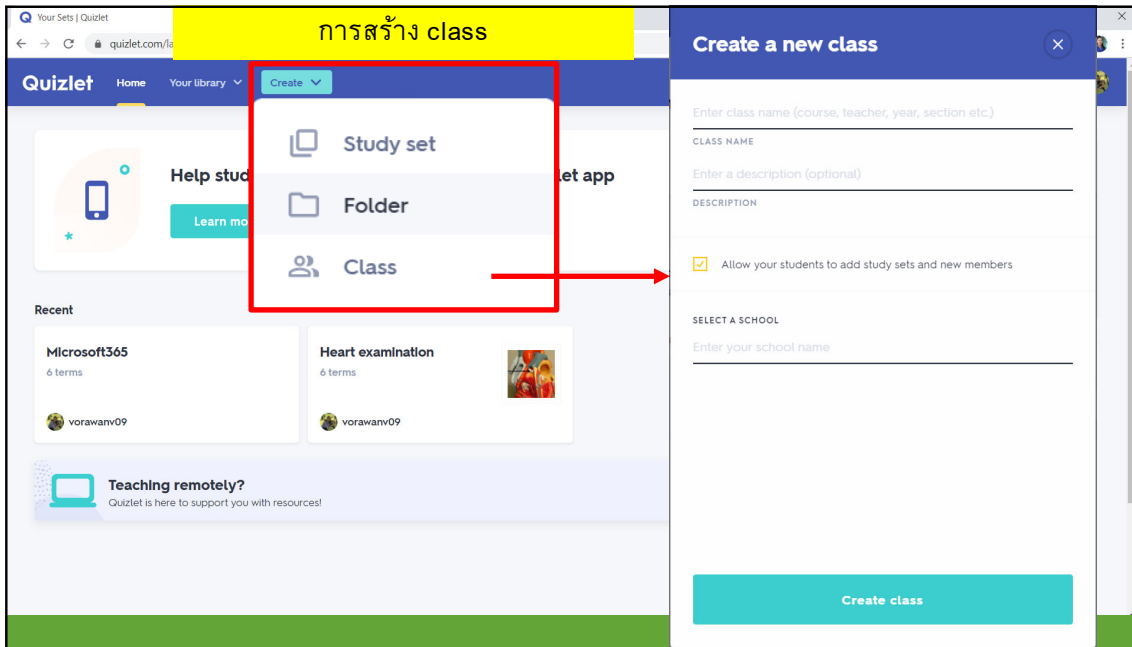 Your Sets | Quizlet
การสร้าง class
quizlet.com/la
Quizlet
Home
Your library
Create
Study set
Folder
Class
Help stud
let app
Learn mo
Recent
Microsoft365
6 terms
vorawanv09
Heart examination
6 terms
vorawanv09
Teaching remotely?
Quizlet is here to support you with resources!
Create a new class
Enter class name (course, teacher, year, section etc.)
CLASS NAME
Enter a description (optional)
DESCRIPTION
Allow your students to add study sets and new members
SELECT A SCHOOL
Enter your school name
Create class